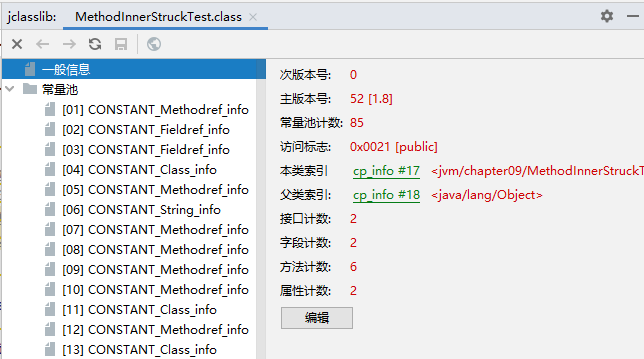 jclasslib: MethodInnerStruckTest.class
一般信息
常量池
[01] CONSTANT_Methodref_info
[02] CONSTANT_Fieldref_info
[03] CONSTANT_Fieldref_info
[04] CONSTANT_Class_info
[05] CONSTANT_Methodref_info
[06] CONSTANT_String_info
[07] CONSTANT_Methodref_info
[08] CONSTANT_Methodref_info
[09] CONSTANT_Methodref_info
[10] CONSTANT_Methodref_info
[11] CONSTANT_Class_info
[12] CONSTANT_Methodref_info
[13] CONSTANT_Class_info
次版本号: 0
主版本号: 52 [1.8]
常量池计数: 85
访问标志: 0x0021 [public]
本类索引 cp_info #17 <jvm/chapter09/MethodInnerStruckT
父类索引: cp_info #18 <java/lang/Object>
接口计数: 2
字段计数: 2
方法计数: 6
属性计数: 2
编辑